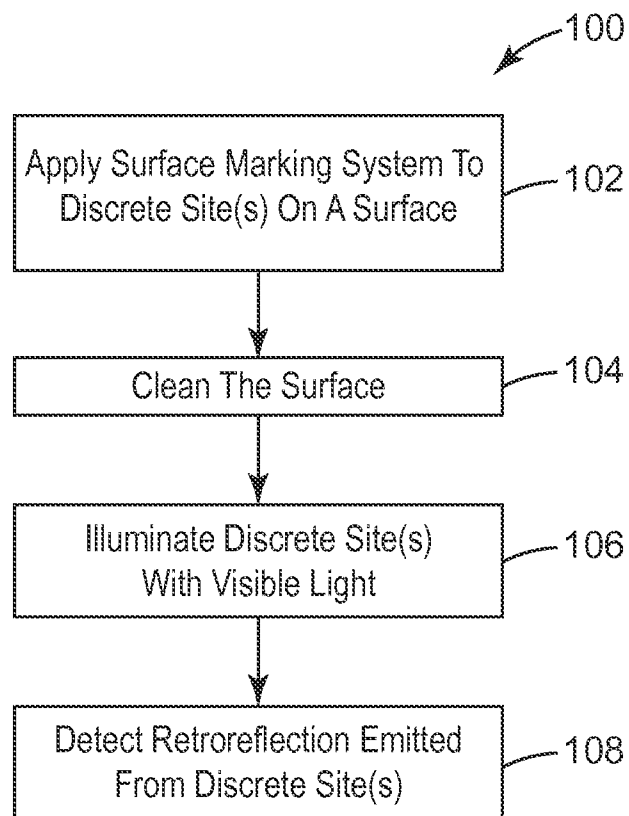 100
Apply Surface Marking System To
Discrete Site(s) On A Surface
102
Clean The Surface
104
Illuminate Discrete Site(s)
With Visible Light
106
Detect Retroreflection Emitted
From Discrete Site(s)
108